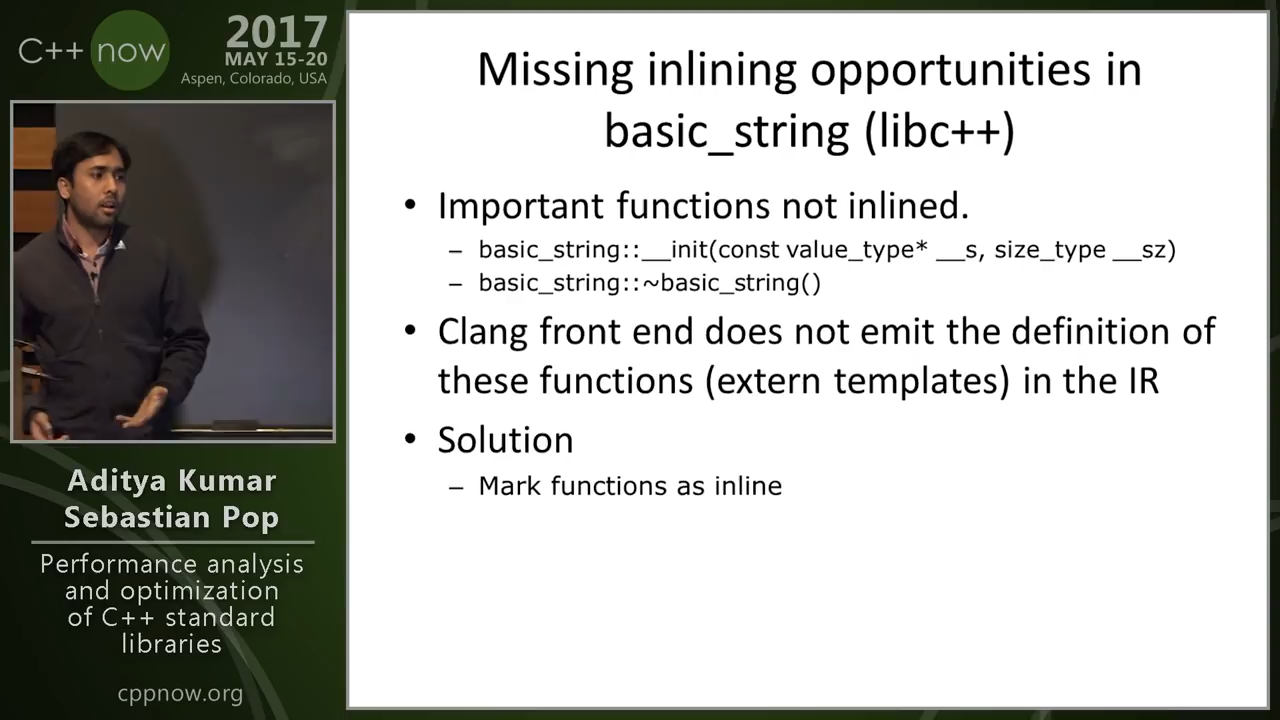 C++ now
2017
MAY 15-20
Aspen, Colorado, USA
Aditya Kumar
Sebastian Pop
Performance analysis
and optimization
of C++ standard
libraries
cppnow.org
Missing inlining opportunities in
basic_string (libc++)
• Important functions not inlined.
– basic_string::__init(const value_type* __s, size_type __sz)
– basic_string::~basic_string()
• Clang front end does not emit the definition of
these functions (extern templates) in the IR
• Solution
– Mark functions as inline